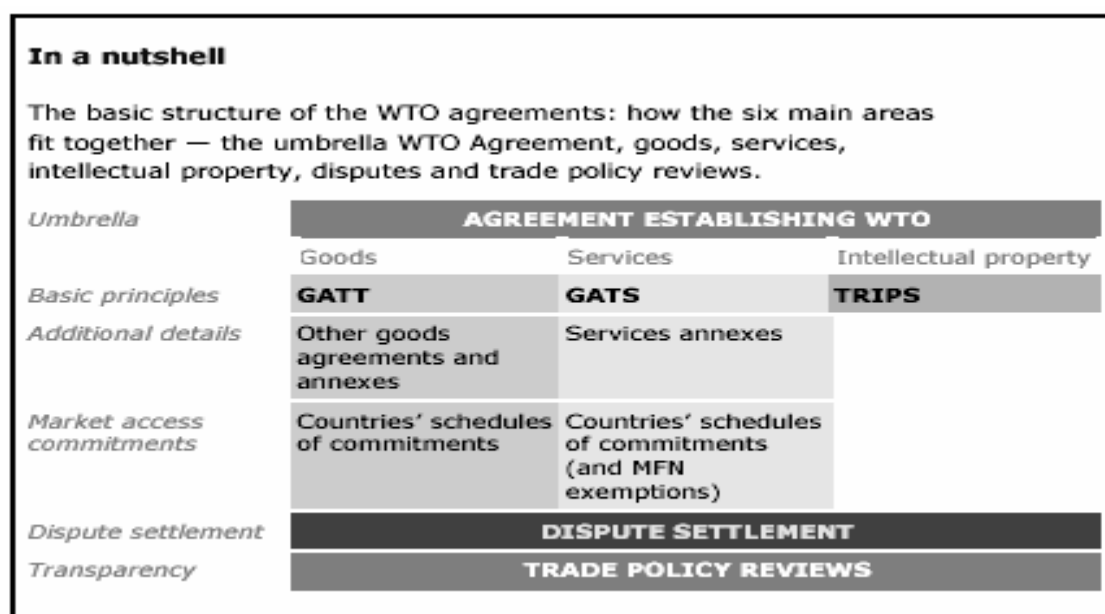 In a nutshell
The basic structure of the WTO agreements: how the six main areas
fit together — the umbrella WTO Agreement, goods, services,
intellectual property, disputes and trade policy reviews.
Umbrella AGREEMENT ESTABLISHING WTO
Goods Services Intellectual property
Basic principles GATT GATS TRIPS
Additional details Other goods Services annexes
agreements and
annexes
Market access Countries’ schedules Countries’ schedules
commitments of commitments of commitments
(and MFN
exemptions)
Dispute settlement DISPUTE SETTLEMENT
Transparency TRADE POLICY REVIEWS